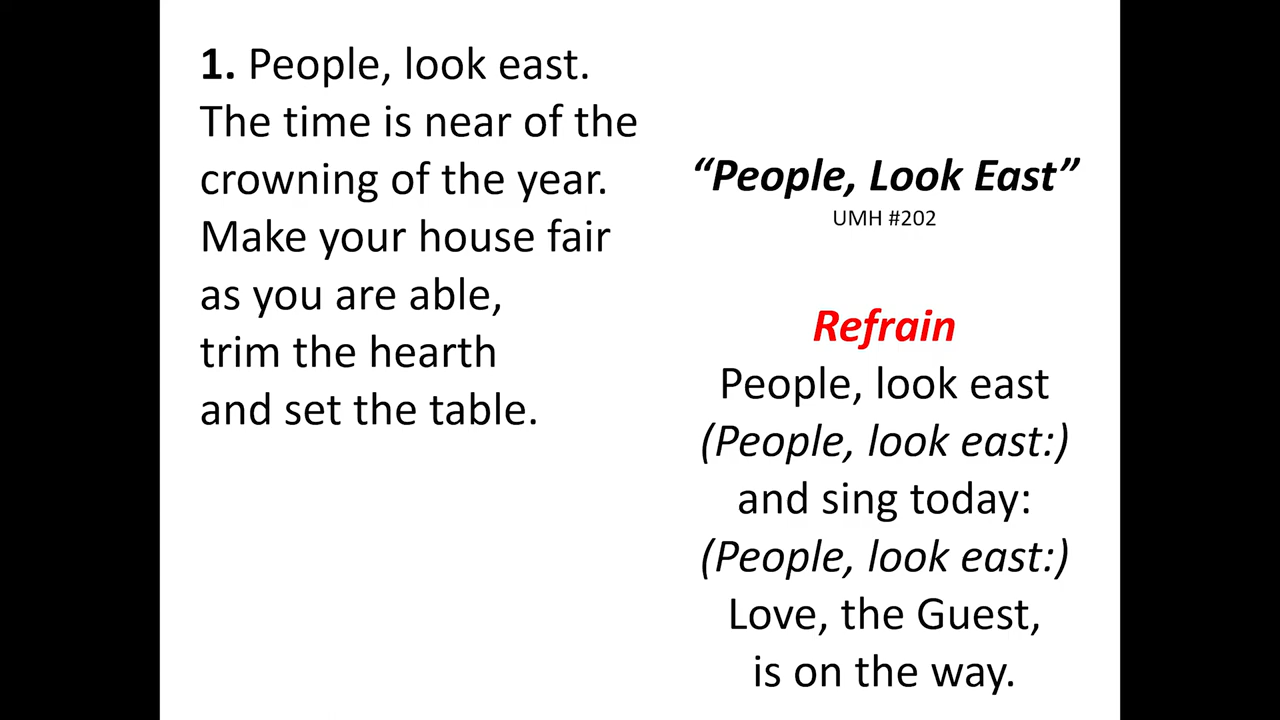 1. People, look east.
The time is near of the
crowning of the year.
Make your house fair
as you are able,
trim the hearth
and set the table.
“People, Look East”
UMH #202
Refrain
People, look east
(People, look east:)
and sing today:
(People, look east:)
Love, the Guest,
is on the way.